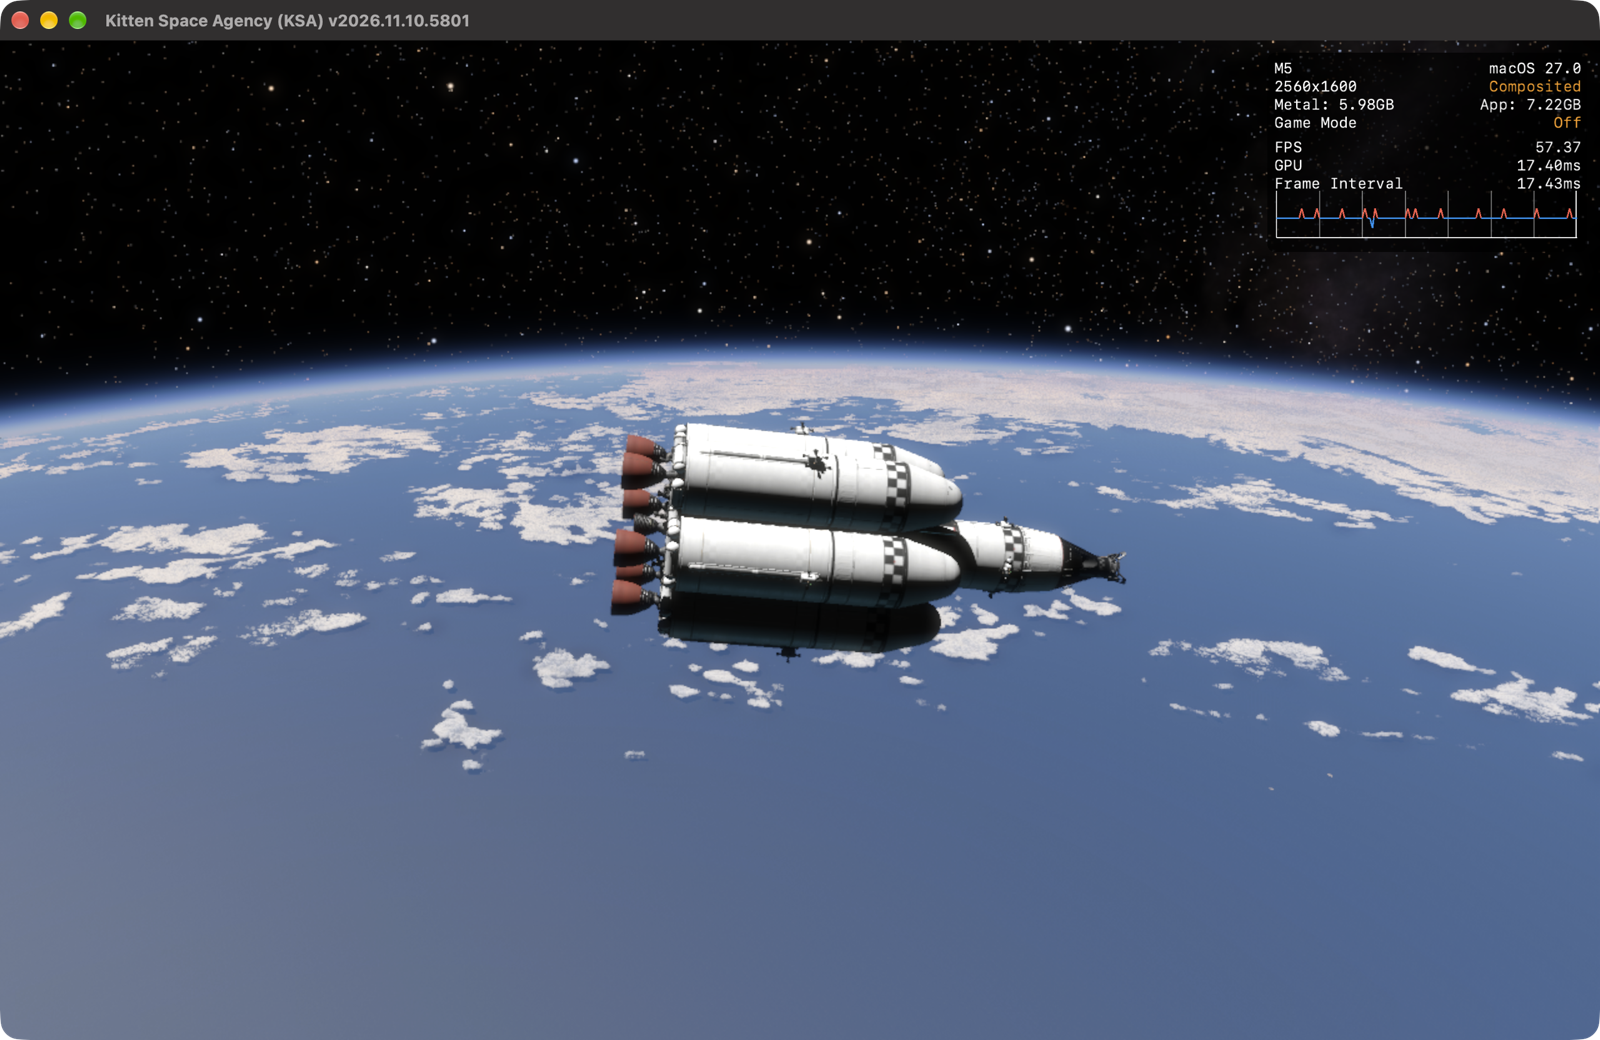 Kitten Space Agency (KSA) v2026.11.10.5801
M5 macOS 27.0
2560x1600 Composited
Metal: 5.98GB App: 7.22GB
Game Mode Off
FPS 57.37
GPU 17.40ms
Frame Interval 17.43ms